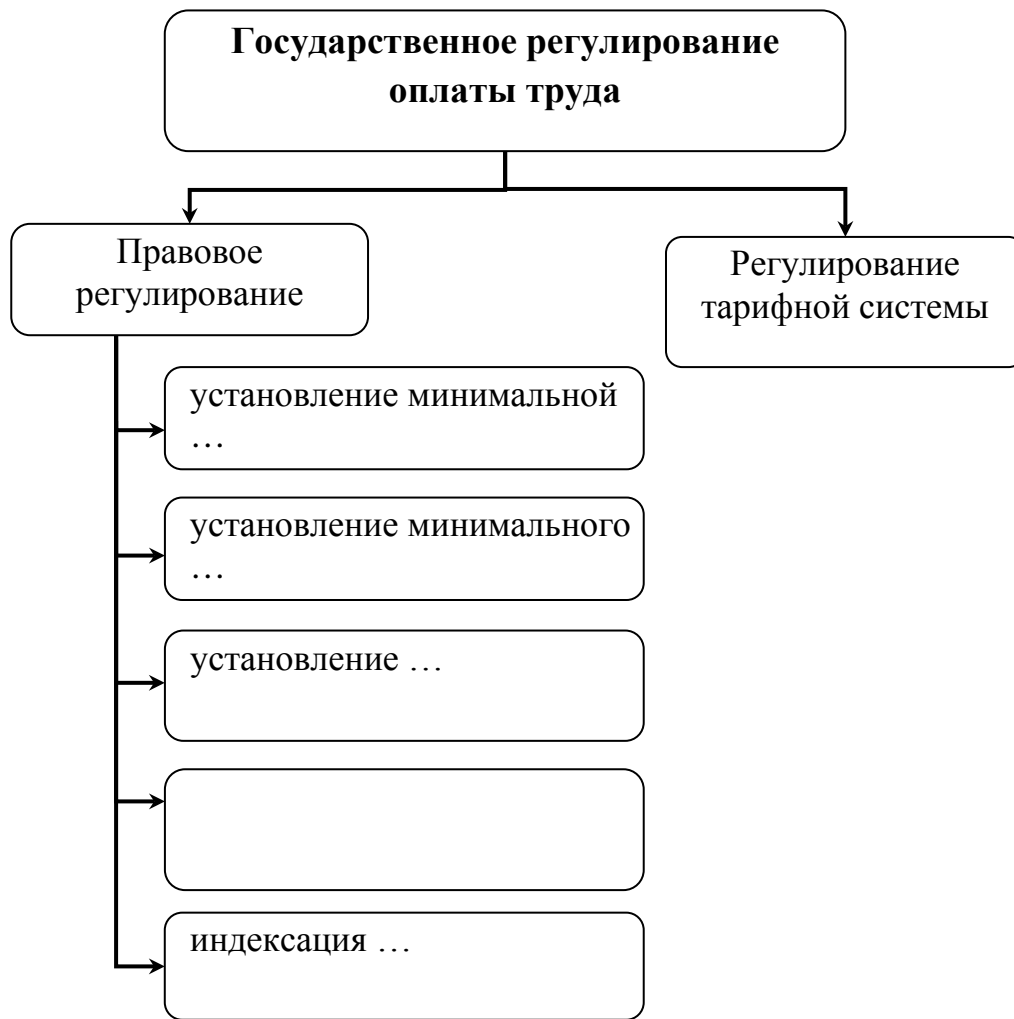 Государственное регулирование
оплаты труда
Правовое
регулирование
Регулирование
тарифной системы
установление минимальной
…
установление минимального
…
установление …
индексация …